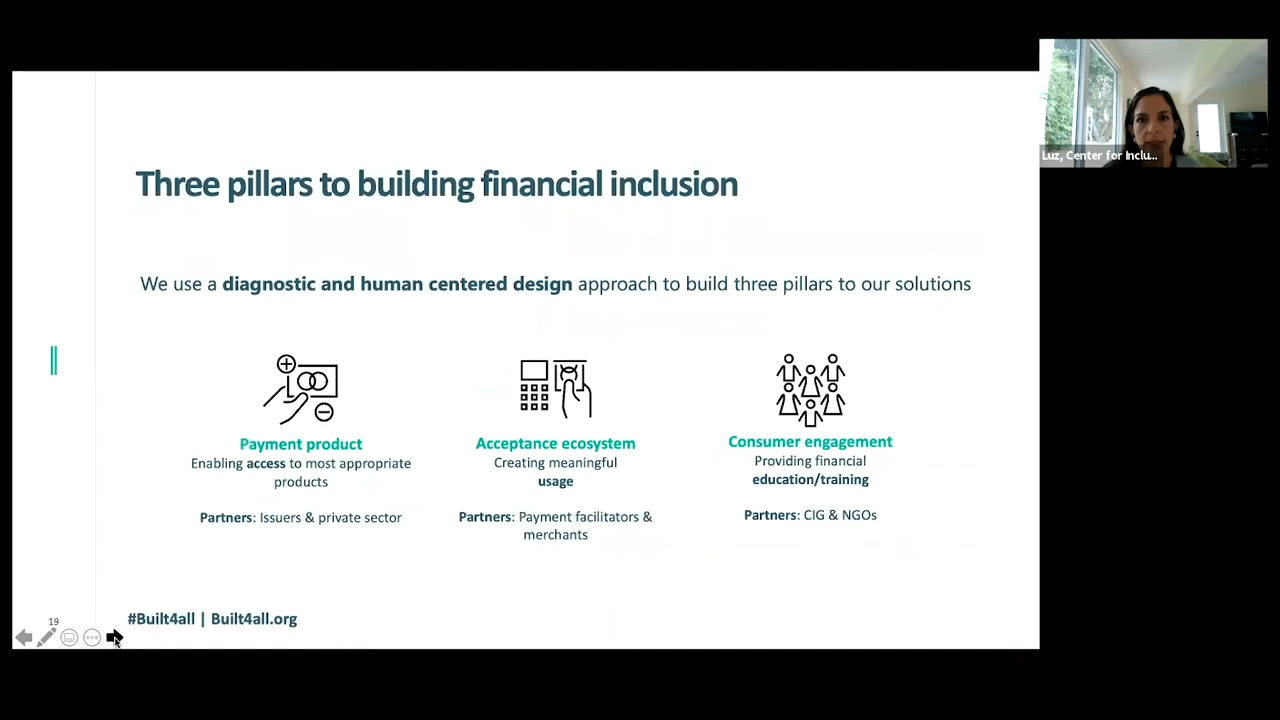 Three pillars to building financial inclusion
We use a diagnostic and human centered design approach to build three pillars to our solutions
Payment product
Enabling access to most appropriate
products
Partners: Issuers & private sector
Acceptance ecosystem
Creating meaningful
usage
Partners: Payment facilitators &
merchants
Consumer engagement
Providing financial
education/training
Partners: CIG & NGOs
19
#Built4all | Built4all.org
Luz, Center for Inclu...